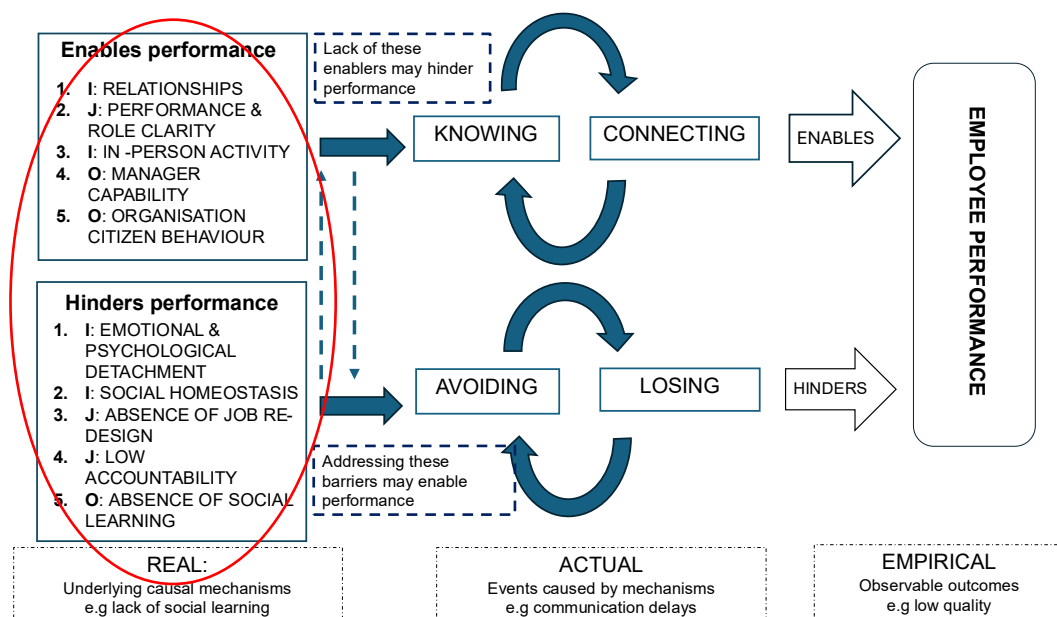 Enables performance
1. I: RELATIONSHIPS
2. J: PERFORMANCE &
ROLE CLARITY
3. I: IN -PERSON ACTIVITY
4. O: MANAGER
CAPABILITY
5. O: ORGANISATION
CITIZEN BEHAVIOUR
Lack of these
enablers may hinder
performance
KNOWING
CONNECTING
ENABLES
EMPLOYEE PERFORMANCE
Hinders performance
1. I: EMOTIONAL &
PSYCHOLOGICAL
DETACHMENT
2. I: SOCIAL HOMEOSTASIS
3. J: ABSENCE OF JOB RE-
DESIGN
4. J: LOW
ACCOUNTABILITY
5. O: ABSENCE OF SOCIAL
LEARNING
AVOIDING
LOSING
HINDERS
Addressing these
barriers may enable
performance
REAL:
Underlying causal mechanisms
e.g lack of social learning
ACTUAL
Events caused by mechanisms
e.g communication delays
EMPIRICAL
Observable outcomes
e.g low quality